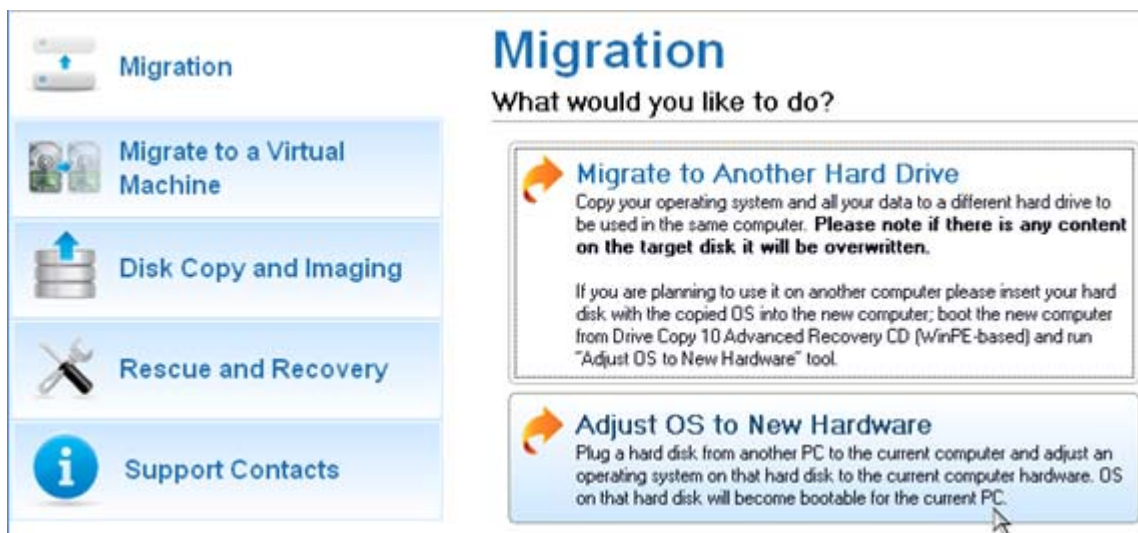 Migration
Migrate to a Virtual
Machine
Disk Copy and Imaging
Rescue and Recovery
Support Contacts
Migration
What would you like to do?
Migrate to Another Hard Drive
Copy your operating system and all your data to a different hard drive to
be used in the same computer. Please note if there is any content
on the target disk it will be overwritten.
If you are planning to use it on another computer please insert your hard
disk with the copied OS into the new computer; boot the new computer
from Drive Copy 10 Advanced Recovery CD (WinPE-based) and run
"Adjust OS to New Hardware" tool.
Adjust OS to New Hardware
Plug a hard disk from another PC to the current computer and adjust an
operating system on that hard disk to the current computer hardware. OS
on that hard disk will become bootable for the current PC.